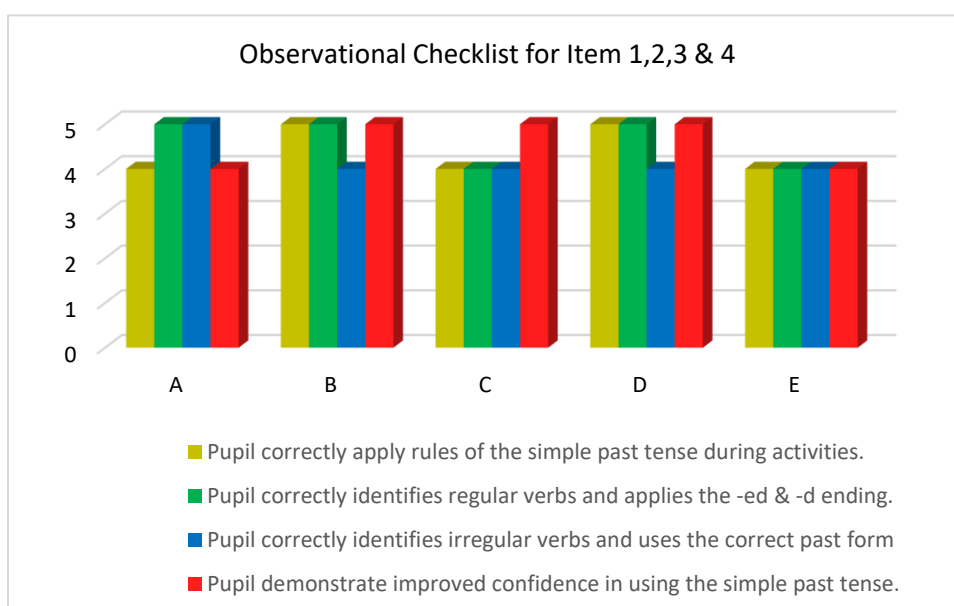 Observational Checklist for Item 1,2,3 & 4
5
4
3
2
1
0
A B C D E
Pupil correctly apply rules of the simple past tense during activities.
Pupil correctly identifies regular verbs and applies the -ed & -d ending.
Pupil correctly identifies irregular verbs and uses the correct past form
Pupil demonstrate improved confidence in using the simple past tense.